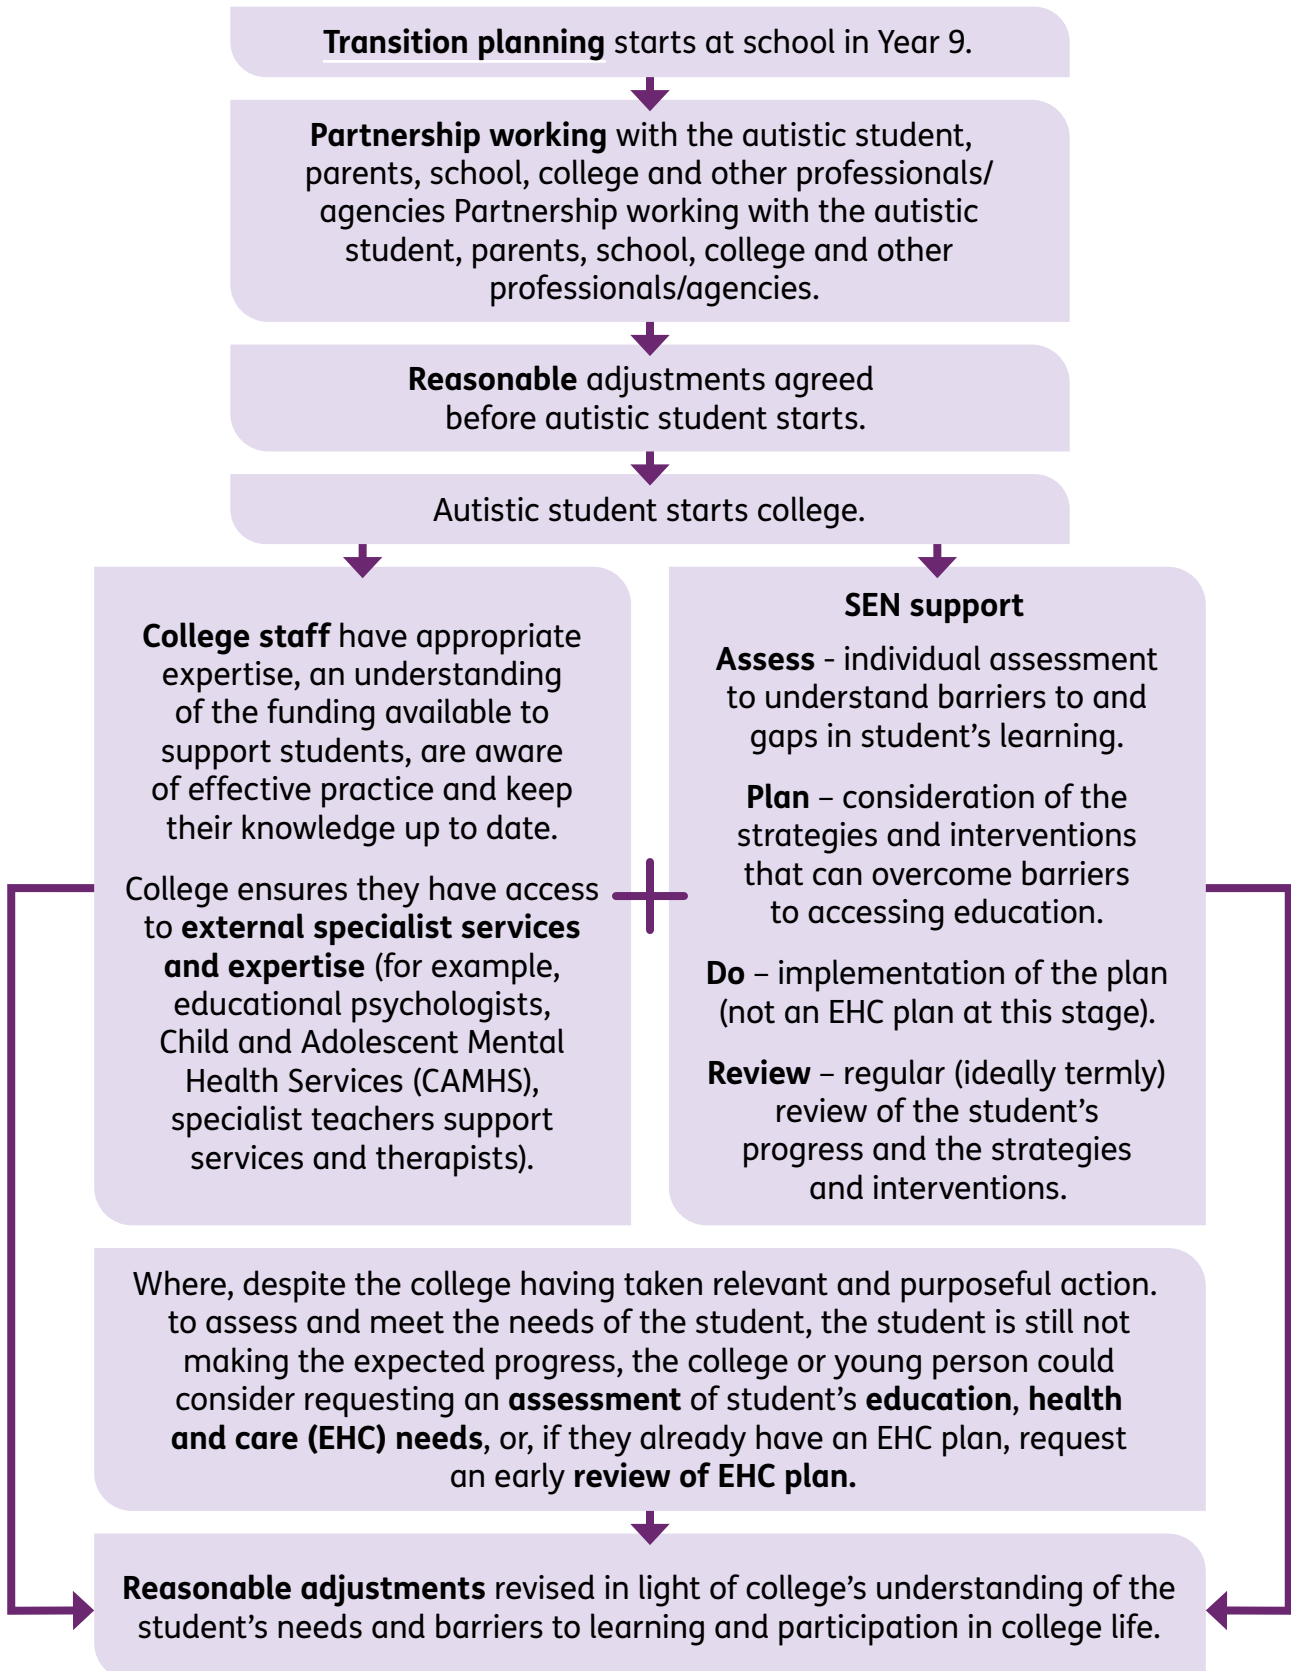 Transition planning starts at school in Year 9.
Partnership working with the autistic student,
parents, school, college and other professionals/
agencies Partnership working with the autistic
student, parents, school, college and other
professionals/agencies.
Reasonable adjustments agreed
before autistic student starts.
Autistic student starts college.
College staff have appropriate
expertise, an understanding
of the funding available to
support students, are aware
of effective practice and keep
their knowledge up to date.
College ensures they have access
to external specialist services
and expertise (for example,
educational psychologists,
Child and Adolescent Mental
Health Services (CAMHS),
specialist teachers support
services and therapists).
SEN support
Assess - individual assessment
to understand barriers to and
gaps in student’s learning.
Plan – consideration of the
strategies and interventions
that can overcome barriers
to accessing education.
Do – implementation of the plan
(not an EHC plan at this stage).
Review – regular (ideally termly)
review of the student’s
progress and the strategies
and interventions.
Where, despite the college having taken relevant and purposeful action.
to assess and meet the needs of the student, the student is still not
making the expected progress, the college or young person could
consider requesting an assessment of student’s education, health
and care (EHC) needs, or, if they already have an EHC plan, request
an early review of EHC plan.
Reasonable adjustments revised in light of college’s understanding of the
student’s needs and barriers to learning and participation in college life.